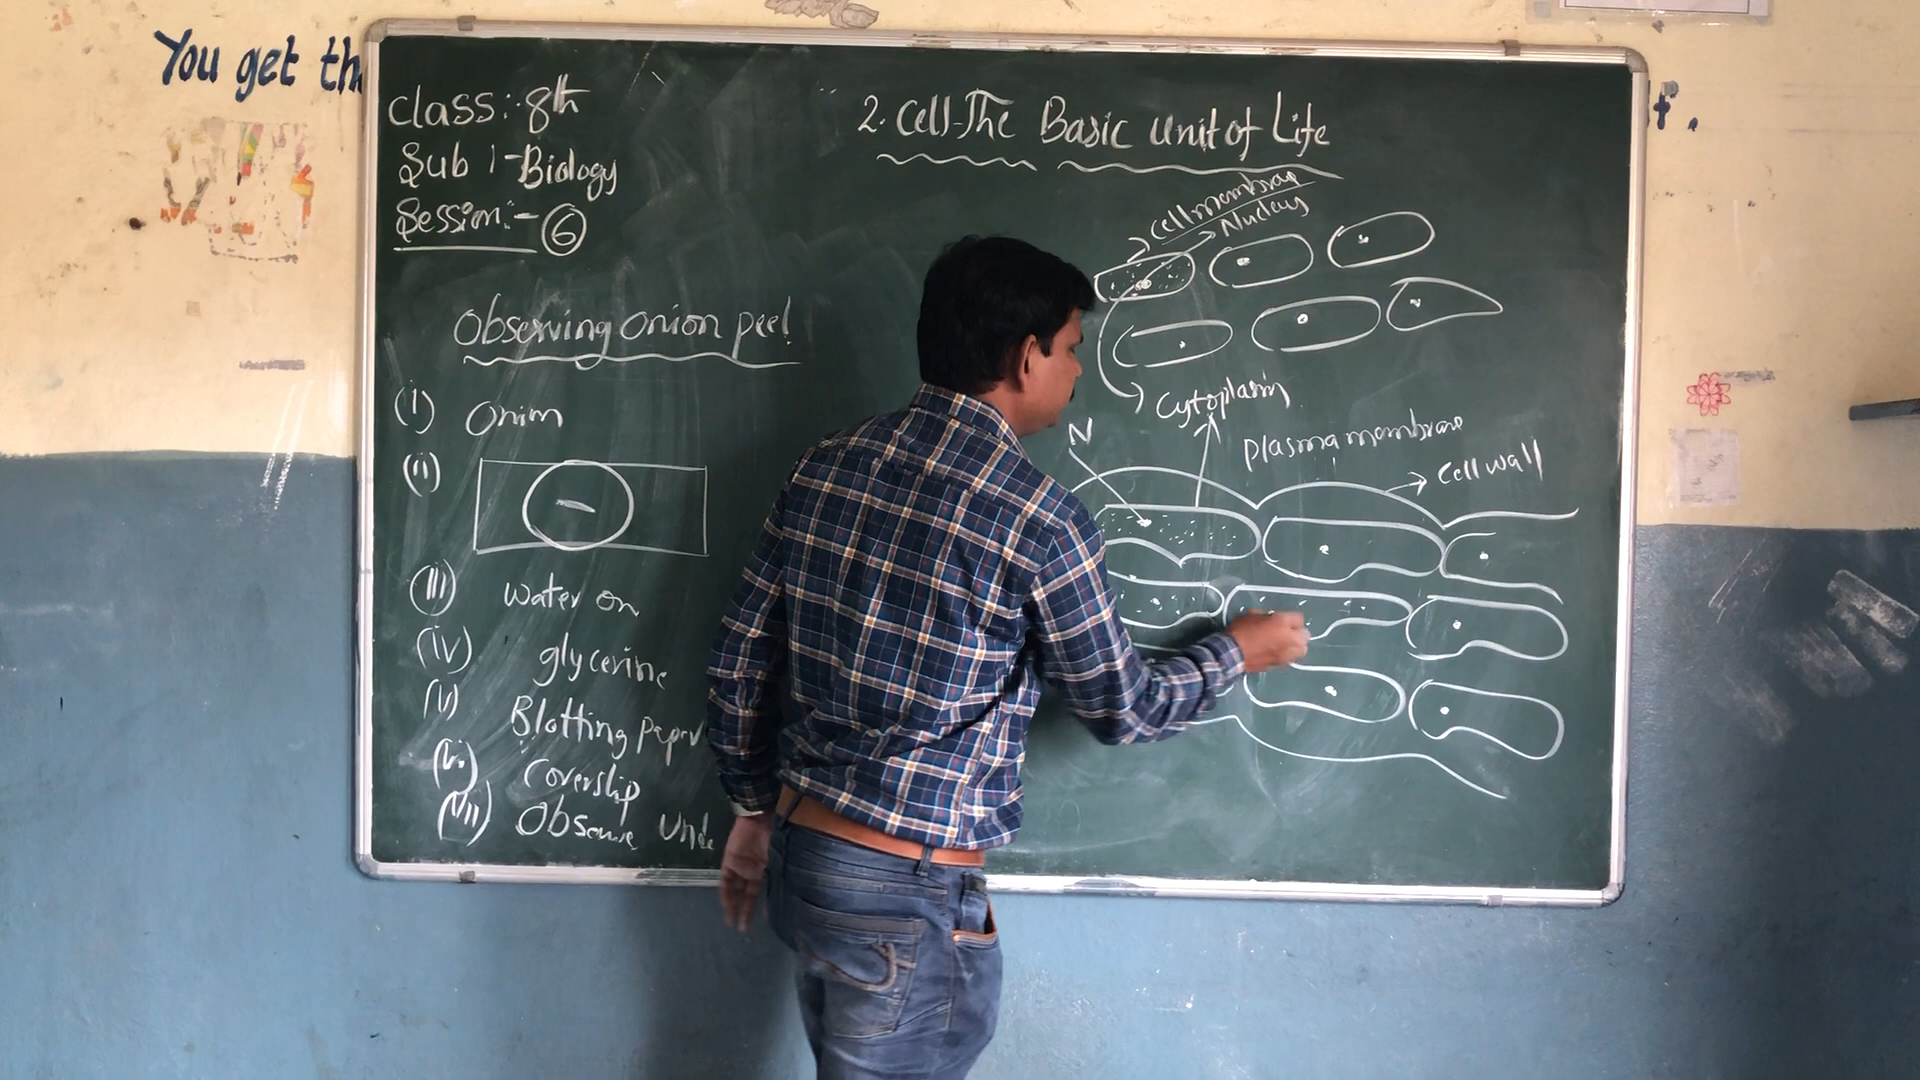 You get th
t.
Class: 8th
Sub :- Biology
Session:- 6
2. Cell-The Basic Unit of Life
Observing onion peel
(i) Onion
(ii)
(iii) water on
(iv) glycerine
(v) Blotting paper
(vi) Coverslip
(vii) Observe Unde
Cell membrane
Nucleus
Cytoplasm
N
plasma membrane
Cell wall